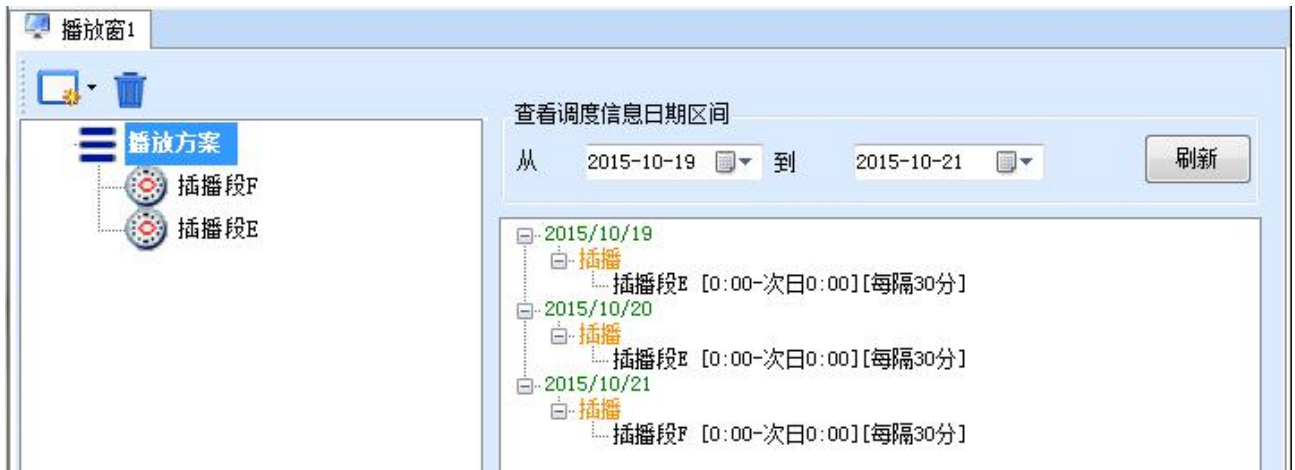 播放窗1
播放方案
插播段F
插播段E
查看调度信息日期区间
从 2015-10-19 到 2015-10-21 刷新
2015/10/19
插播
插播段E [0:00-次日0:00][每隔30分]
2015/10/20
插播
插播段E [0:00-次日0:00][每隔30分]
2015/10/21
插播
插播段F [0:00-次日0:00][每隔30分]